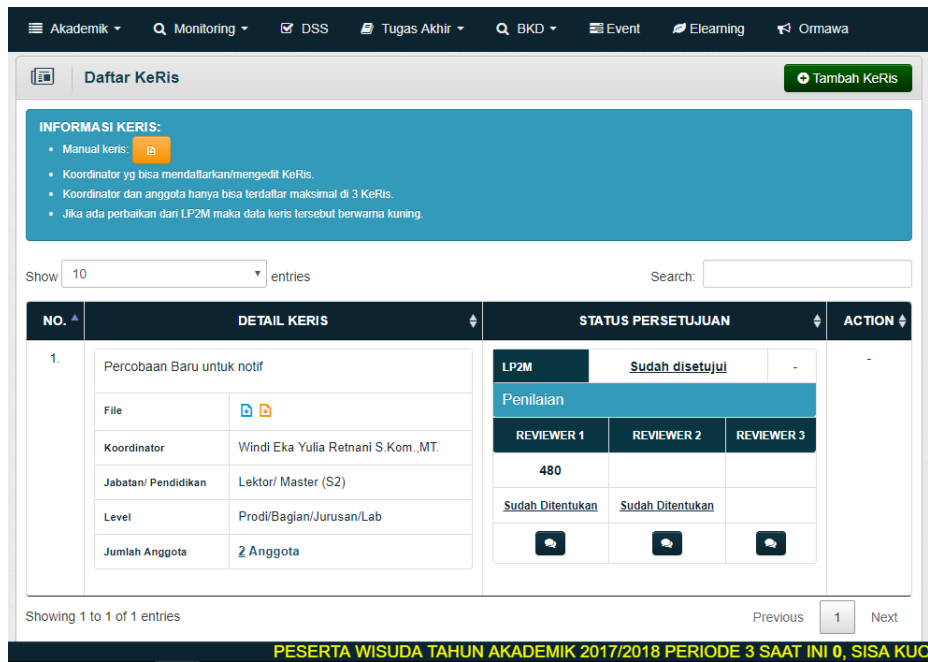 Akademik Monitoring DSS Tugas Akhir BKD Event Elearning Ormawa
Daftar KeRis
Tambah KeRis
INFORMASI KERIS:
Manual keris:
Koordinator yg bisa mendaftarkan/mengedit KeRis.
Koordinator dan anggota hanya bisa terdaftar maksimal di 3 KeRis.
Jika ada perbaikan dari LP2M maka data keris tersebut berwarna kuning.
Show 10 entries
Search:
NO. DETAIL KERIS STATUS PERSETUJUAN ACTION
1.
Percobaan Baru untuk notif
File
Koordinator Windi Eka Yulia Retnani S.Kom.,MT.
Jabatan/ Pendidikan Lektor/ Master (S2)
Level Prodi/Bagian/Jurusan/Lab
Jumlah Anggota 2 Anggota
LP2M Sudah disetujui -
Penilaian
REVIEWER 1 REVIEWER 2 REVIEWER 3
480
Sudah Ditentukan Sudah Ditentukan
-
Showing 1 to 1 of 1 entries
Previous 1 Next
PESERTA WISUDA TAHUN AKADEMIK 2017/2018 PERIODE 3 SAAT INI 0, SISA KUO